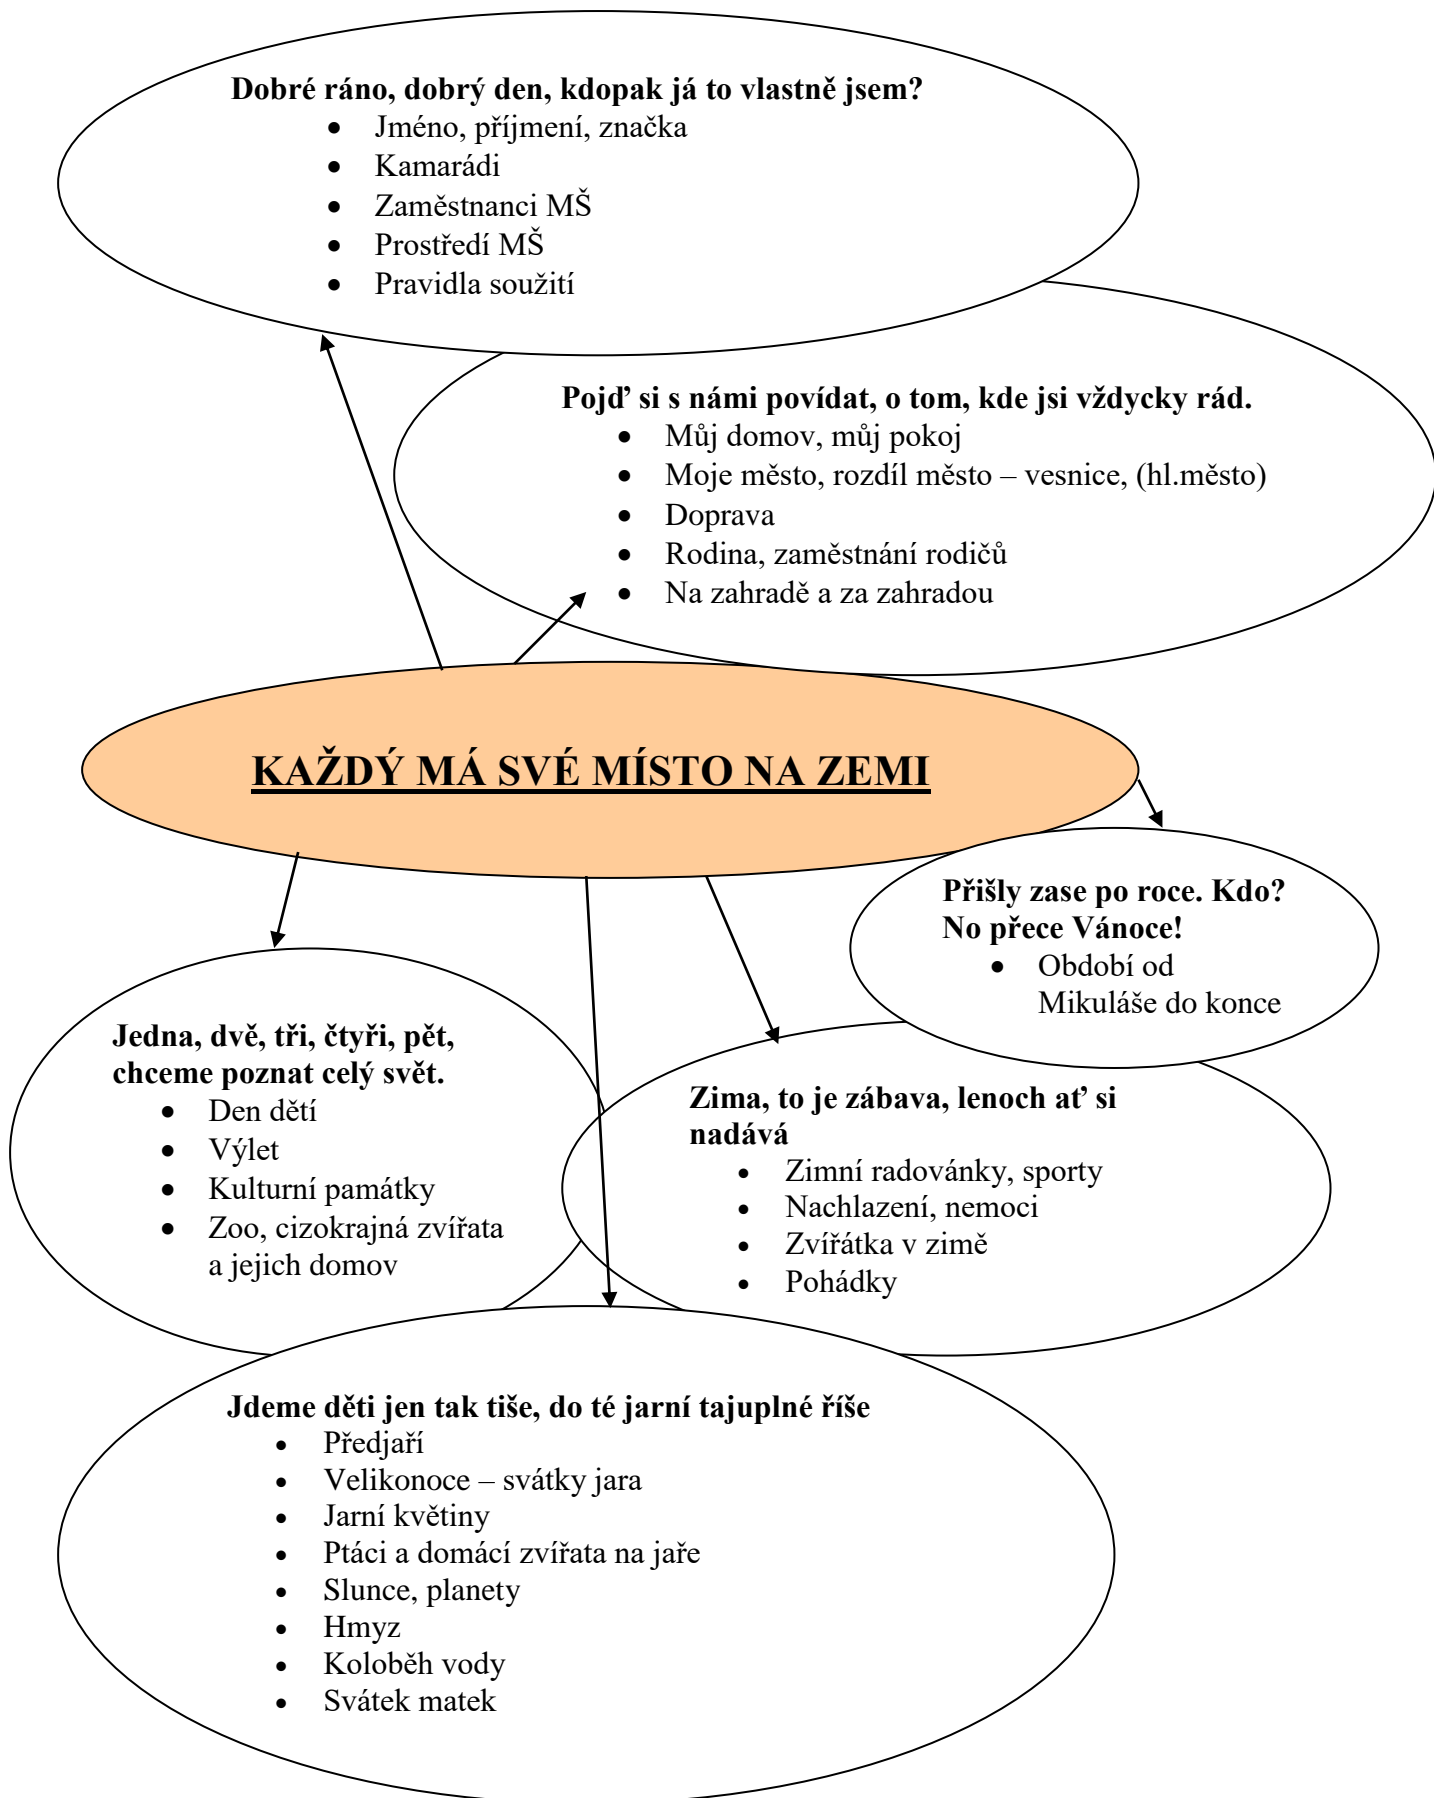 Dobré ráno, dobrý den, kdopak já to vlastně jsem?
• Jméno, příjmení, značka
• Kamarádi
• Zaměstnanci MŠ
• Prostředí MŠ
• Pravidla soužití
Pojď si s námi povídat, o tom, kde jsi vždycky rád.
• Můj domov, můj pokoj
• Moje město, rozdíl město – vesnice, (hl.město)
• Doprava
• Rodina, zaměstnání rodičů
• Na zahradě a za zahradou
KAŽDÝ MÁ SVÉ MÍSTO NA ZEMI
Přišly zase po roce. Kdo?
No přece Vánoce!
• Období od
Mikuláše do konce
Jedna, dvě, tři, čtyři, pět,
chceme poznat celý svět.
• Den dětí
• Výlet
• Kulturní památky
• Zoo, cizokrajná zvířata
a jejich domov
Zima, to je zábava, lenoch ať si
nadává
• Zimní radovánky, sporty
• Nachlazení, nemoci
• Zvířátka v zimě
• Pohádky
Jdeme děti jen tak tiše, do té jarní tajuplné říše
• Předjaří
• Velikonoce – svátky jara
• Jarní květiny
• Ptáci a domácí zvířata na jaře
• Slunce, planety
• Hmyz
• Koloběh vody
• Svátek matek